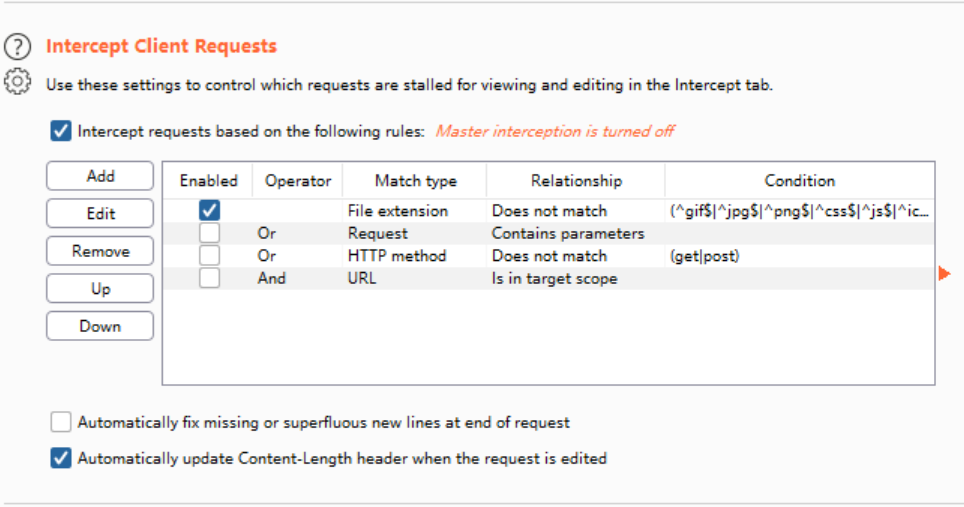 ?
Intercept Client Requests
Use these settings to control which requests are stalled for viewing and editing in the Intercept tab.
Intercept requests based on the following rules: Master interception is turned off
Add
Edit
Remove
Up
Down
Enabled Operator Match type Relationship Condition
File extension Does not match (^gif$|^jpg$|^png$|^css$|^js$|^ic...
Or Request Contains parameters
Or HTTP method Does not match (get|post)
And URL Is in target scope
Automatically fix missing or superfluous new lines at end of request
Automatically update Content-Length header when the request is edited